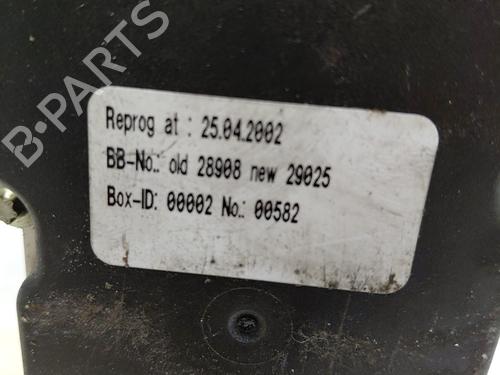 Reprog at : 25.04.2002
BB-No.: old 28908 new 29025
Box-ID: 00002 No.: 00582
B-PARTS